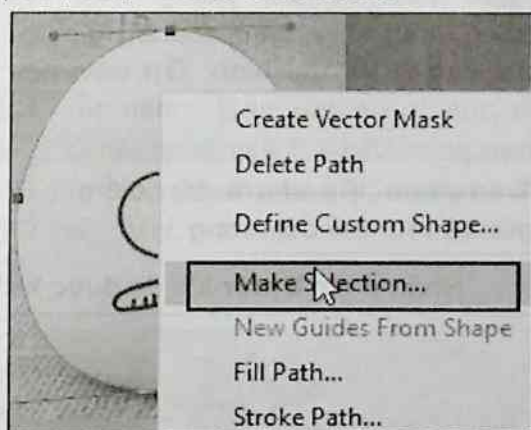 Create Vector Mask
Delete Path
Define Custom Shape...
Make Selection...
New Guides From Shape
Fill Path...
Stroke Path...